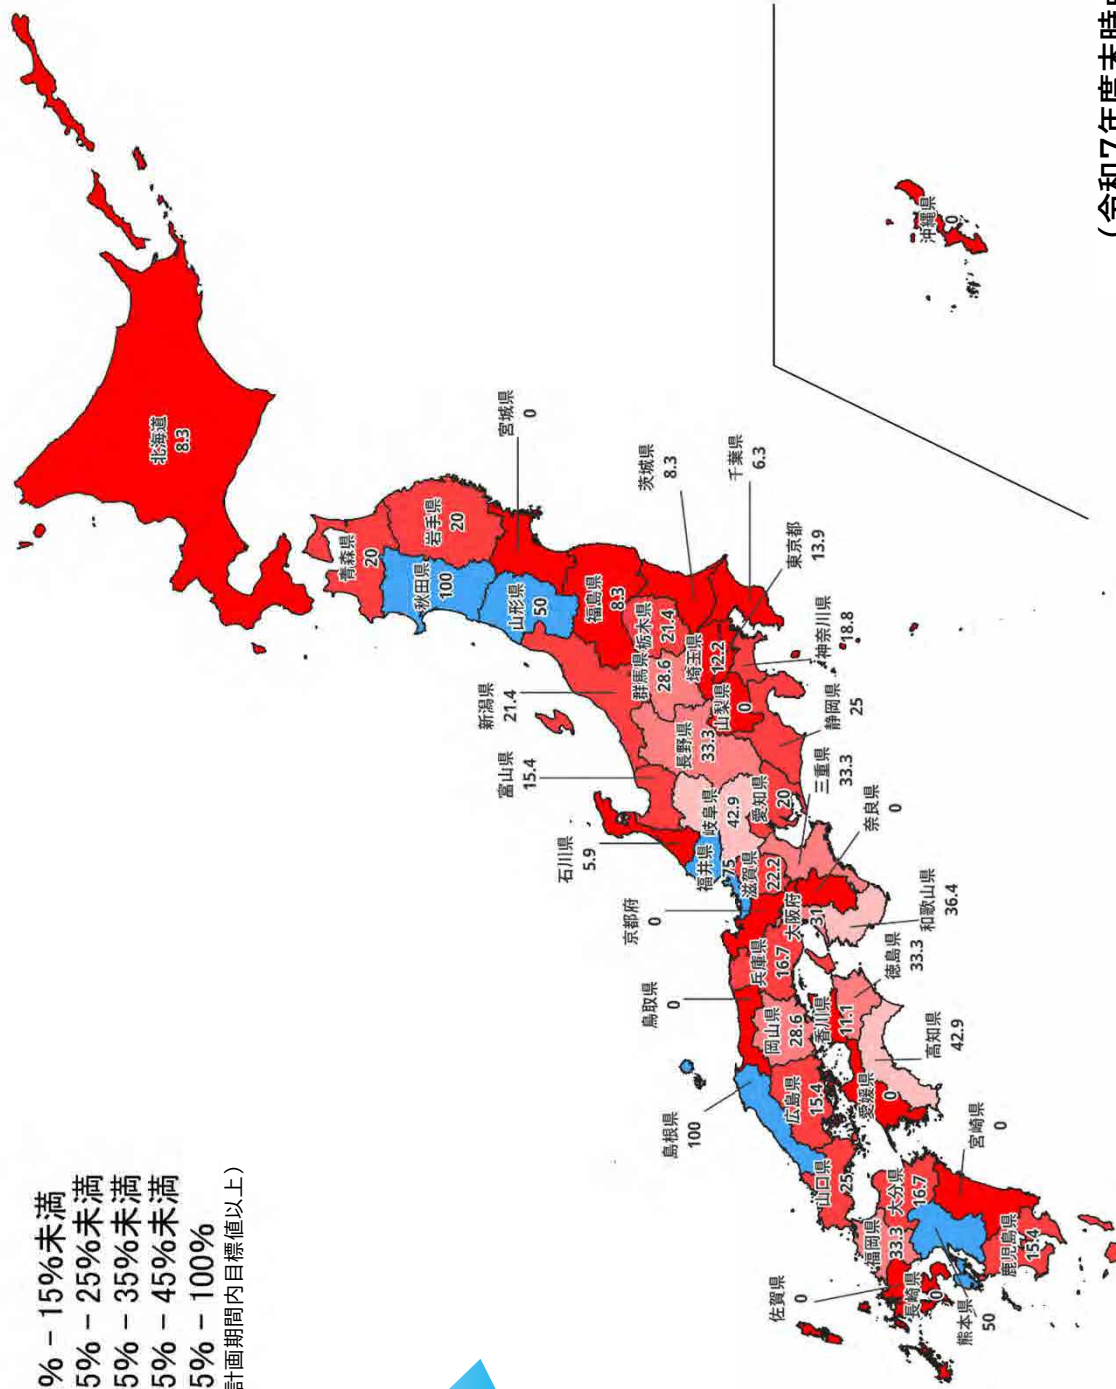 % – 15%未満
5% – 25%未満
5% – 35%未満
5% – 45%未満
5% – 100%
計画期間内目標値以上）
北海道
8.3
青森県
20
岩手県
20
秋田県
100
宮城県
0
山形県
50
福島県
8.3
茨城県
8.3
栃木県
21.4
群馬県
28.6
埼玉県
12.2
千葉県
6.3
東京都
13.9
神奈川県
18.8
新潟県
21.4
富山県
15.4
石川県
5.9
福井県
75
山梨県
0
長野県
33.3
岐阜県
42.9
静岡県
25
愛知県
20
三重県
33.3
滋賀県
22.2
京都府
0
大阪府
31
兵庫県
16.7
奈良県
0
和歌山県
36.4
鳥取県
0
島根県
100
岡山県
28.6
広島県
15.4
山口県
25
徳島県
33.3
香川県
11.1
愛媛県
0
高知県
42.9
福岡県
33.3
佐賀県
0
長崎県
0
熊本県
50
大分県
16.7
宮崎県
0
鹿児島県
15.4
沖縄県
0
（令和7年度末時